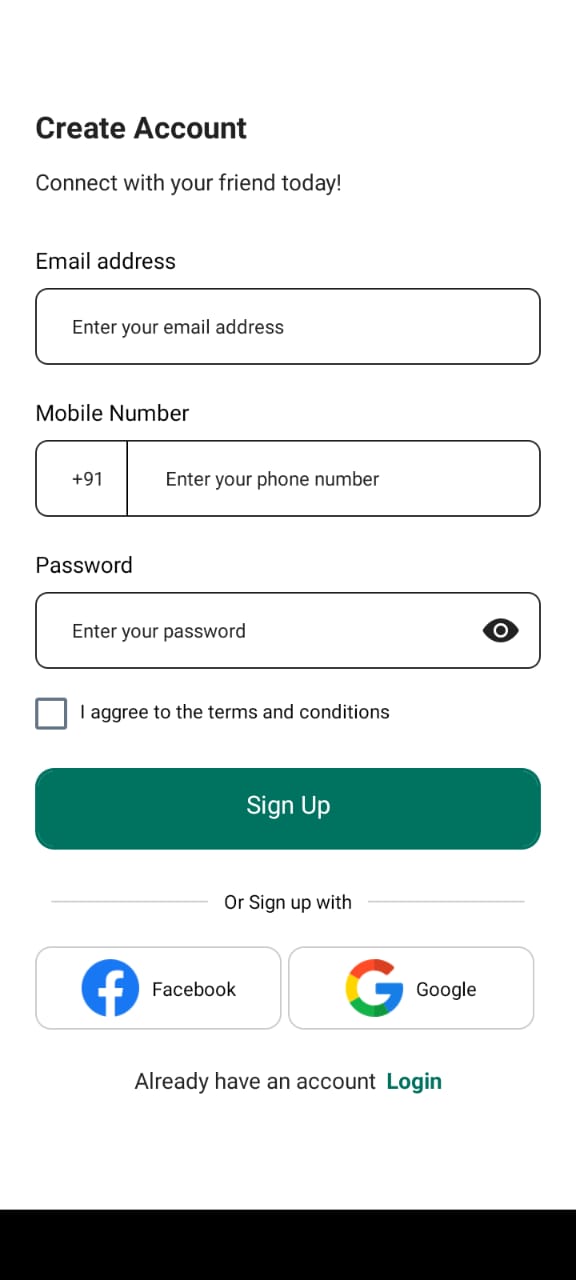 Create Account
Connect with your friend today!
Email address
Enter your email address
Mobile Number
+91 Enter your phone number
Password
Enter your password
I aggree to the terms and conditions
Sign Up
Or Sign up with
Facebook Google
Already have an account Login